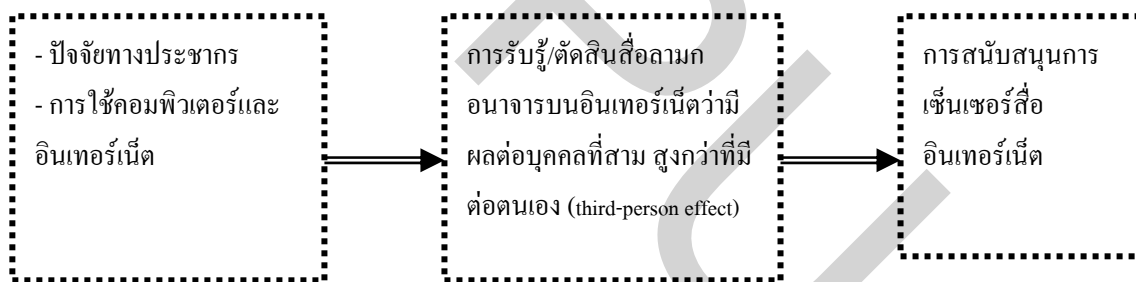 - ปัจจัยทางประชากร
- การใช้คอมพิวเตอร์และ
อินเทอร์เน็ต
การรับรู้/ตัดสินสื่อลามก
อนาจารบนอินเทอร์เน็ตว่ามี
ผลต่อบุคคลที่สาม สูงกว่าที่มี
ต่อตนเอง (third-person effect)
การสนับสนุนการ
เซ็นเซอร์สื่อ
อินเทอร์เน็ต